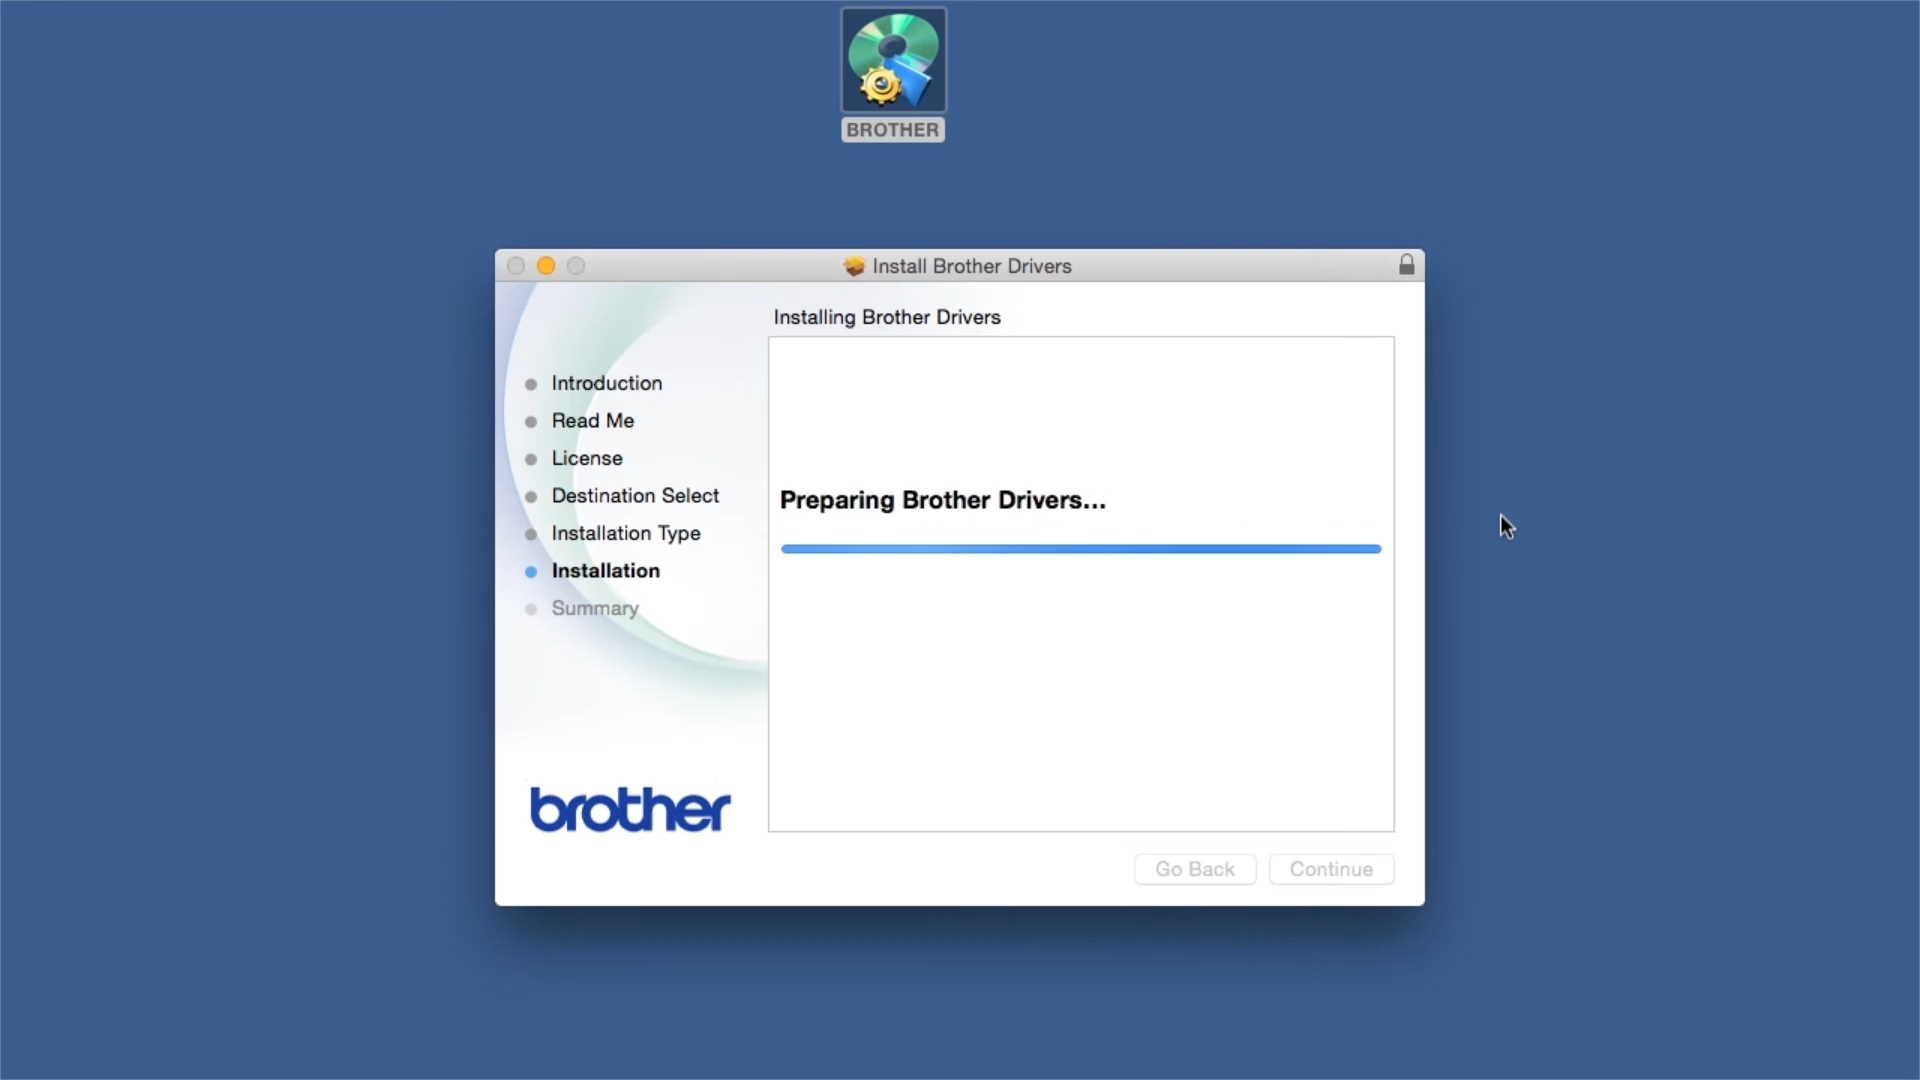 BROTHER
Install Brother Drivers
Installing Brother Drivers
Introduction
Read Me
License
Destination Select
Installation Type
Installation
Summary
Preparing Brother Drivers...
brother
Go Back
Continue